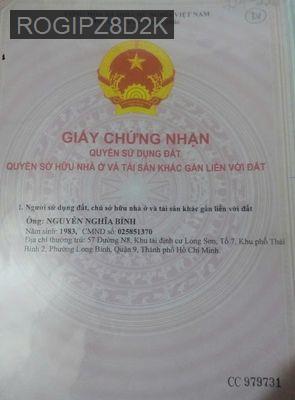 ROGIPZ8D2K
VIỆT NAM
GIẤY CHỨNG NHẬN
QUYỀN SỬ DỤNG ĐẤT
QUYỀN SỞ HỮU NHÀ Ở VÀ TÀI SẢN KHÁC GẮN LIỀN VỚI ĐẤT
I. Người sử dụng đất, chủ sở hữu nhà ở và tài sản khác gắn liền với đất
Ông: NGUYỄN NGHĨA BÍNH
Năm sinh: 1983, CMND số: 025851370
Địa chỉ thường trú: 57 Đường N8, Khu tái định cư Long Sơn, Tổ 7, Khu phố Thái
Bình 2, Phường Long Bình, Quận 9, Thành phố Hồ Chí Minh.
CC 979731